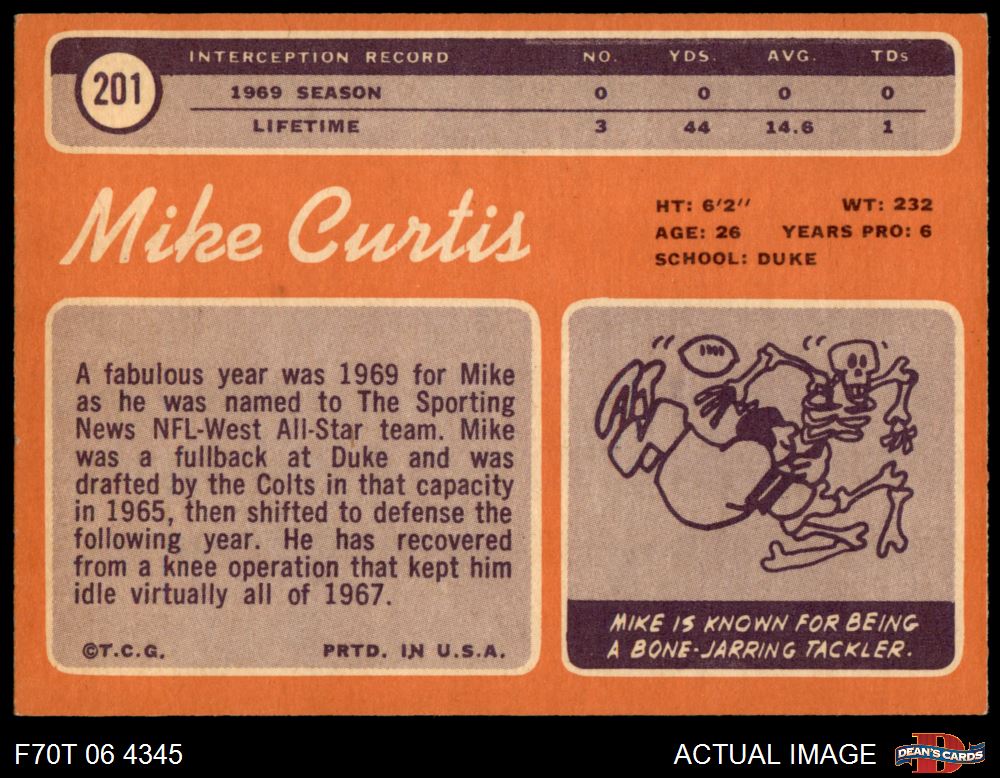 INTERCEPTION RECORD NO. YDS. AVG. TDs
201
1969 SEASON 0 0 0 0
LIFETIME 3 44 14.6 1
Mike Curtis
HT: 6'2" WT: 232
AGE: 26 YEARS PRO: 6
SCHOOL: DUKE
A fabulous year was 1969 for Mike
as he was named to The Sporting
News NFL-West All-Star team. Mike
was a fullback at Duke and was
drafted by the Colts in that capacity
in 1965, then shifted to defense the
following year. He has recovered
from a knee operation that kept him
idle virtually all of 1967.
©T.C.G. PRTD. IN U.S.A.
MIKE IS KNOWN FOR BEING
A BONE-JARRING TACKLER.
F70T 06 4345
ACTUAL IMAGE
D
DEAN'S CARDS